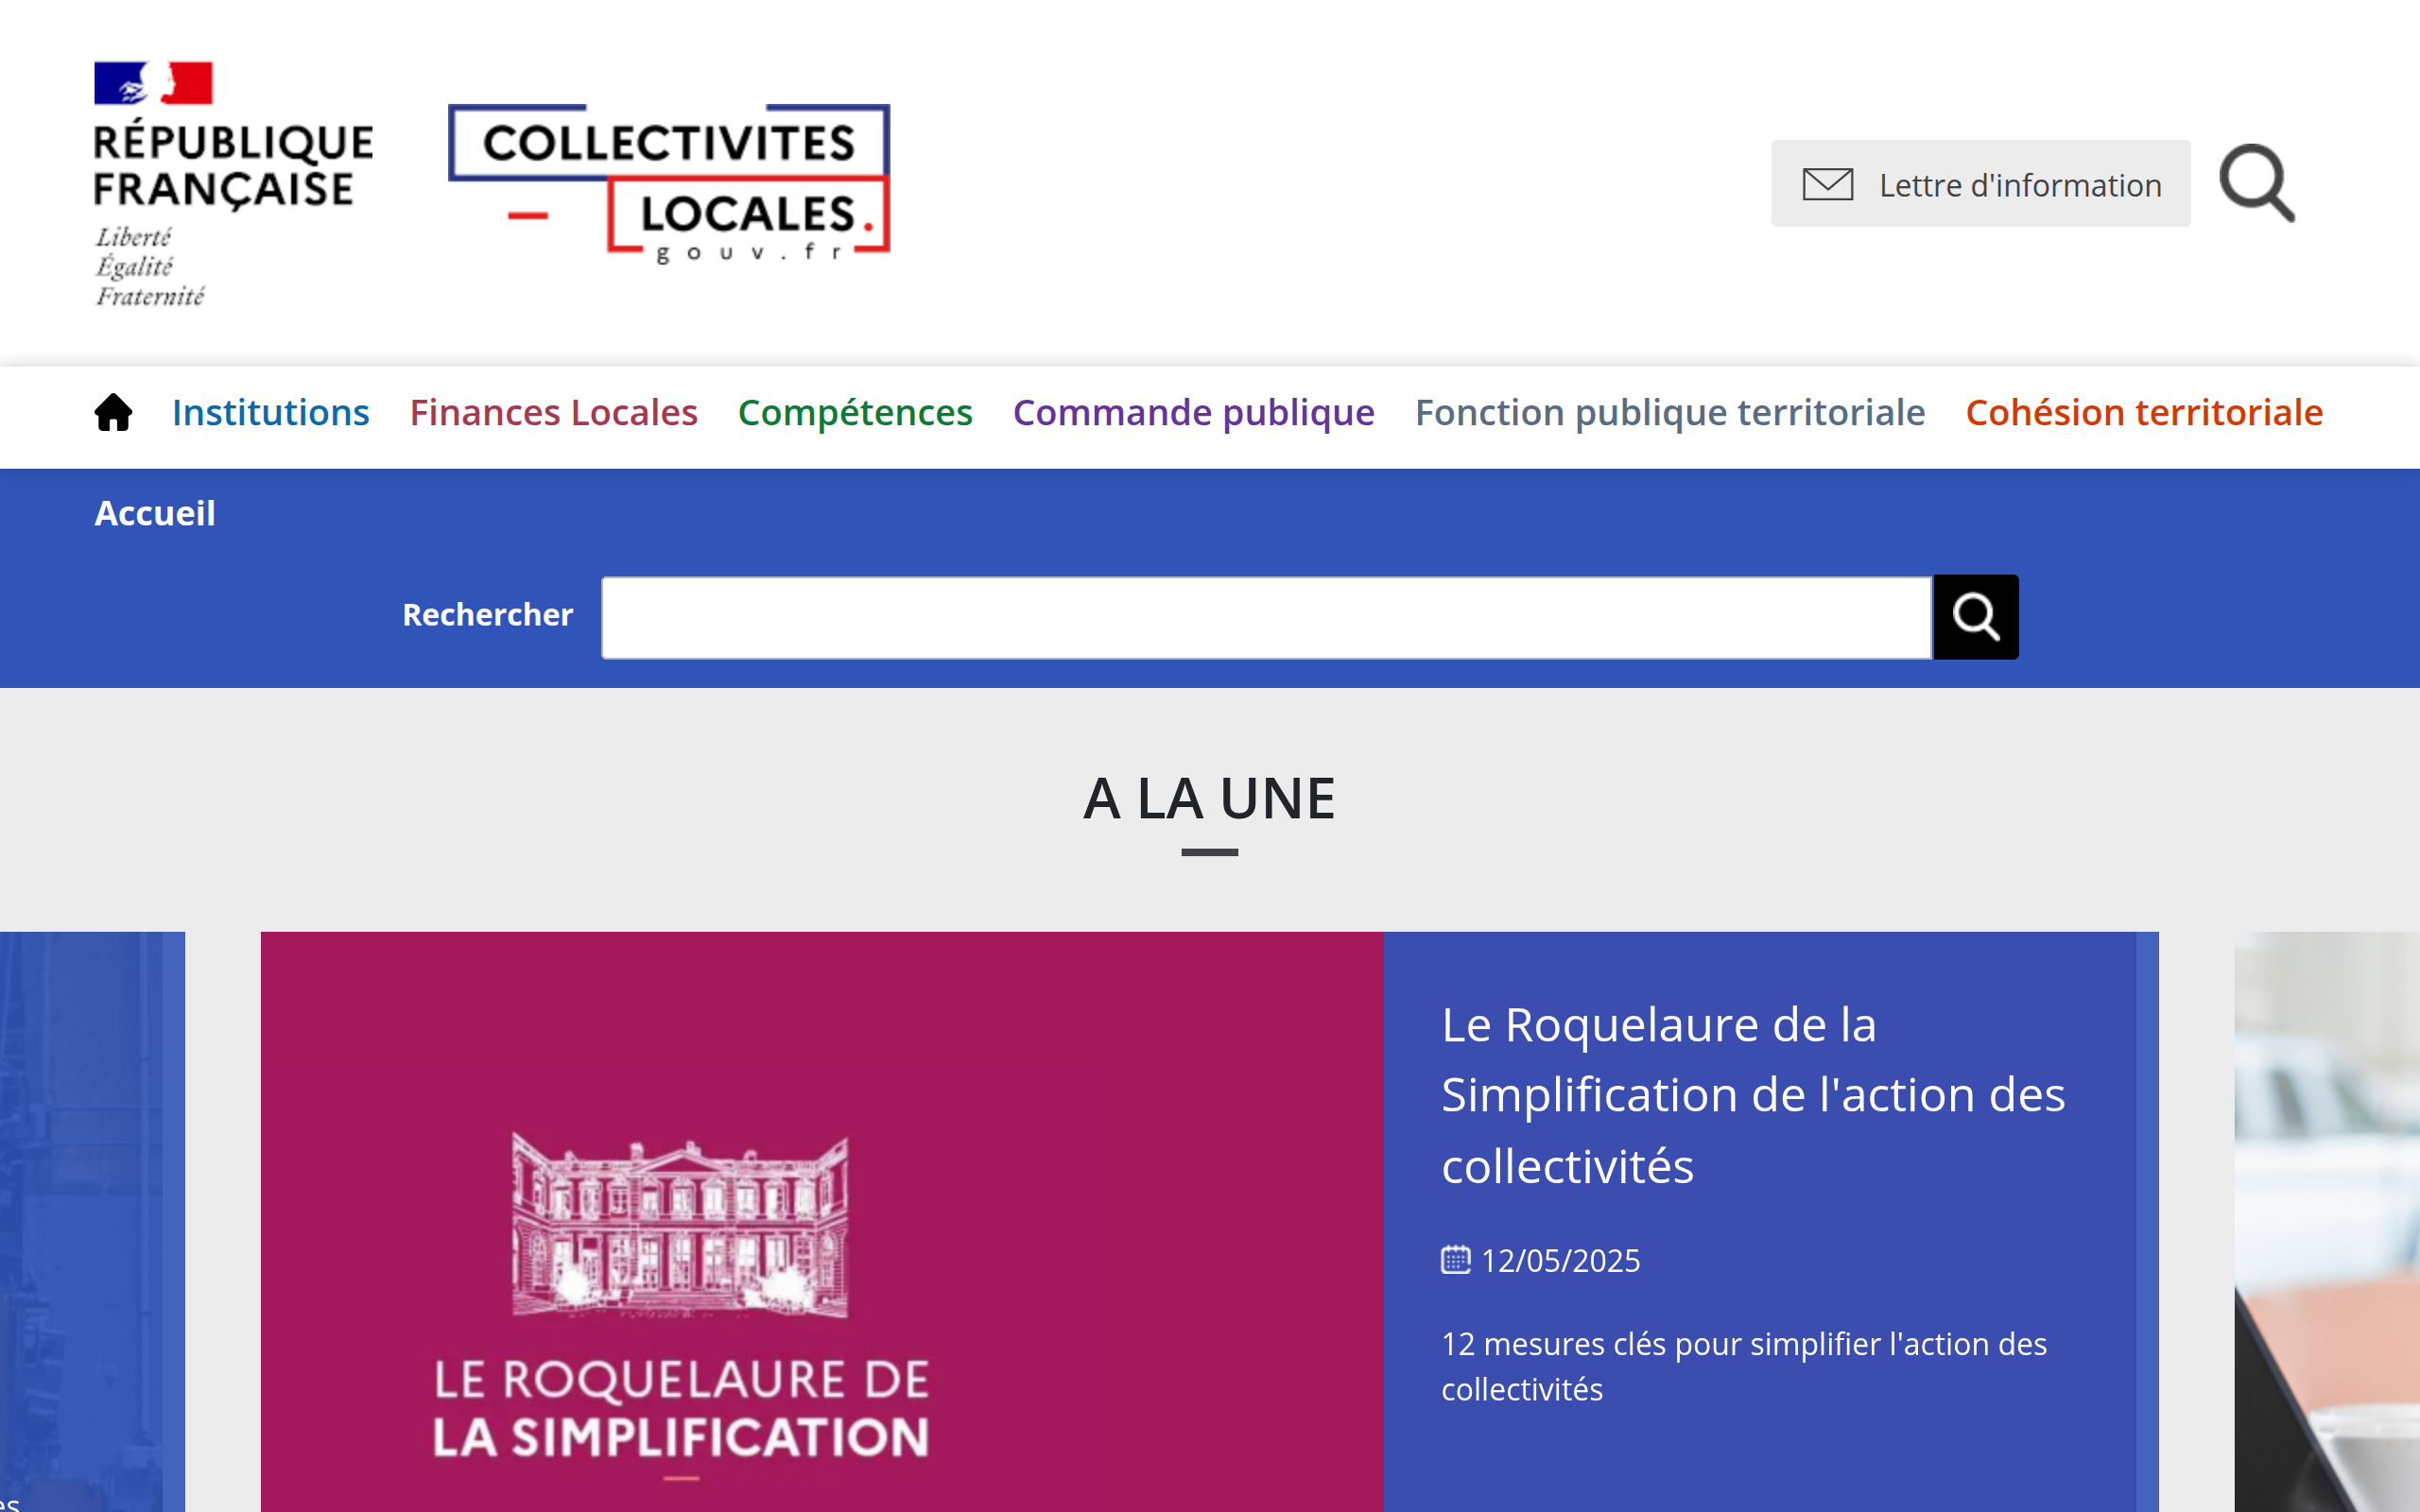 RÉPUBLIQUE
FRANÇAISE
Liberté
Égalité
Fraternité
COLLECTIVITES
LOCALES.
gouv.fr
Lettre d'information
Institutions Finances Locales Compétences Commande publique Fonction publique territoriale Cohésion territoriale
Accueil
Rechercher
A LA UNE
LE ROQUELAURE DE
LA SIMPLIFICATION
Le Roquelaure de la
Simplification de l'action des
collectivités
12/05/2025
12 mesures clés pour simplifier l'action des
collectivités